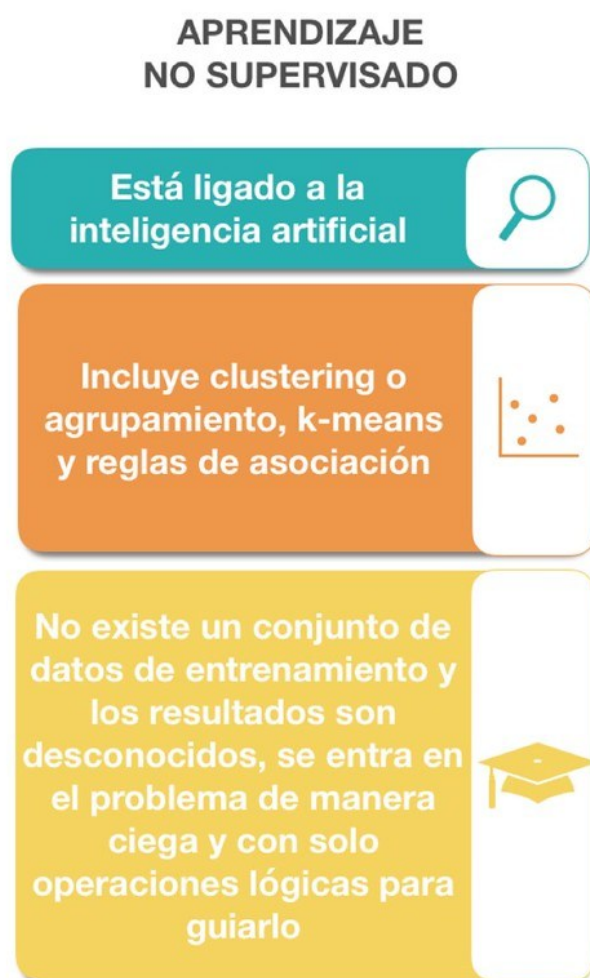 APRENDIZAJE
NO SUPERVISADO
Está ligado a la
inteligencia artificial
Incluye clustering o
agrupamiento, k-means
y reglas de asociación
No existe un conjunto de
datos de entrenamiento y
los resultados son
desconocidos, se entra en
el problema de manera
ciega y con solo
operaciones lógicas para
guiarlo